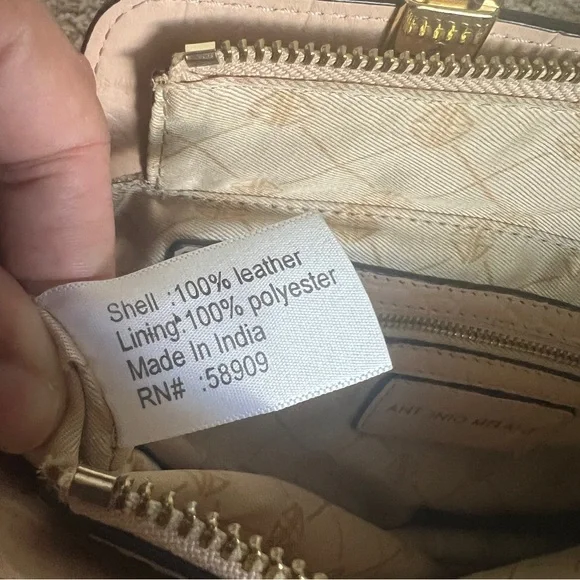 Shell :100% leather
Lining:100% polyester
Made In India
RN# :58909